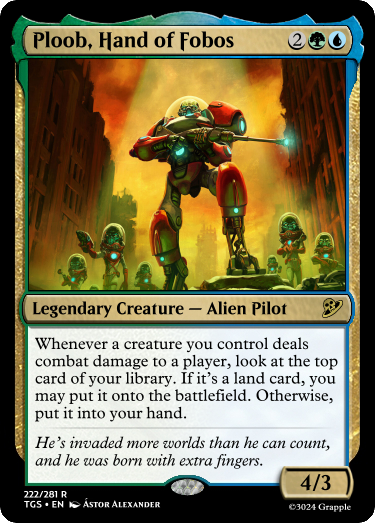 Ploob, Hand of Fobos 2
Legendary Creature — Alien Pilot
Whenever a creature you control deals
combat damage to a player, look at the top
card of your library. If it's a land card, you
may put it onto the battlefield. Otherwise,
put it into your hand.
He's invaded more worlds than he can count,
and he was born with extra fingers.
4/3
222/281 R
TGS • EN Ástor Alexander
©3024 Grapple